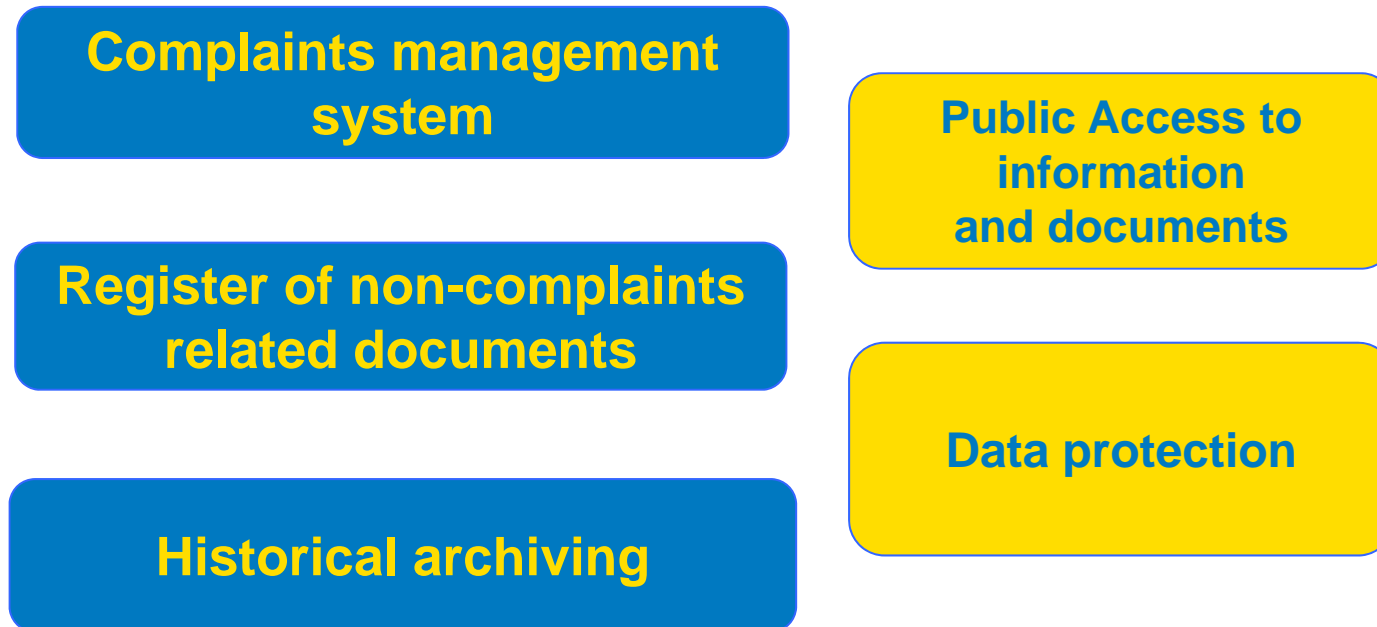 Complaints management
system
Register of non-complaints
related documents
Historical archiving
Public Access to
information
and documents
Data protection